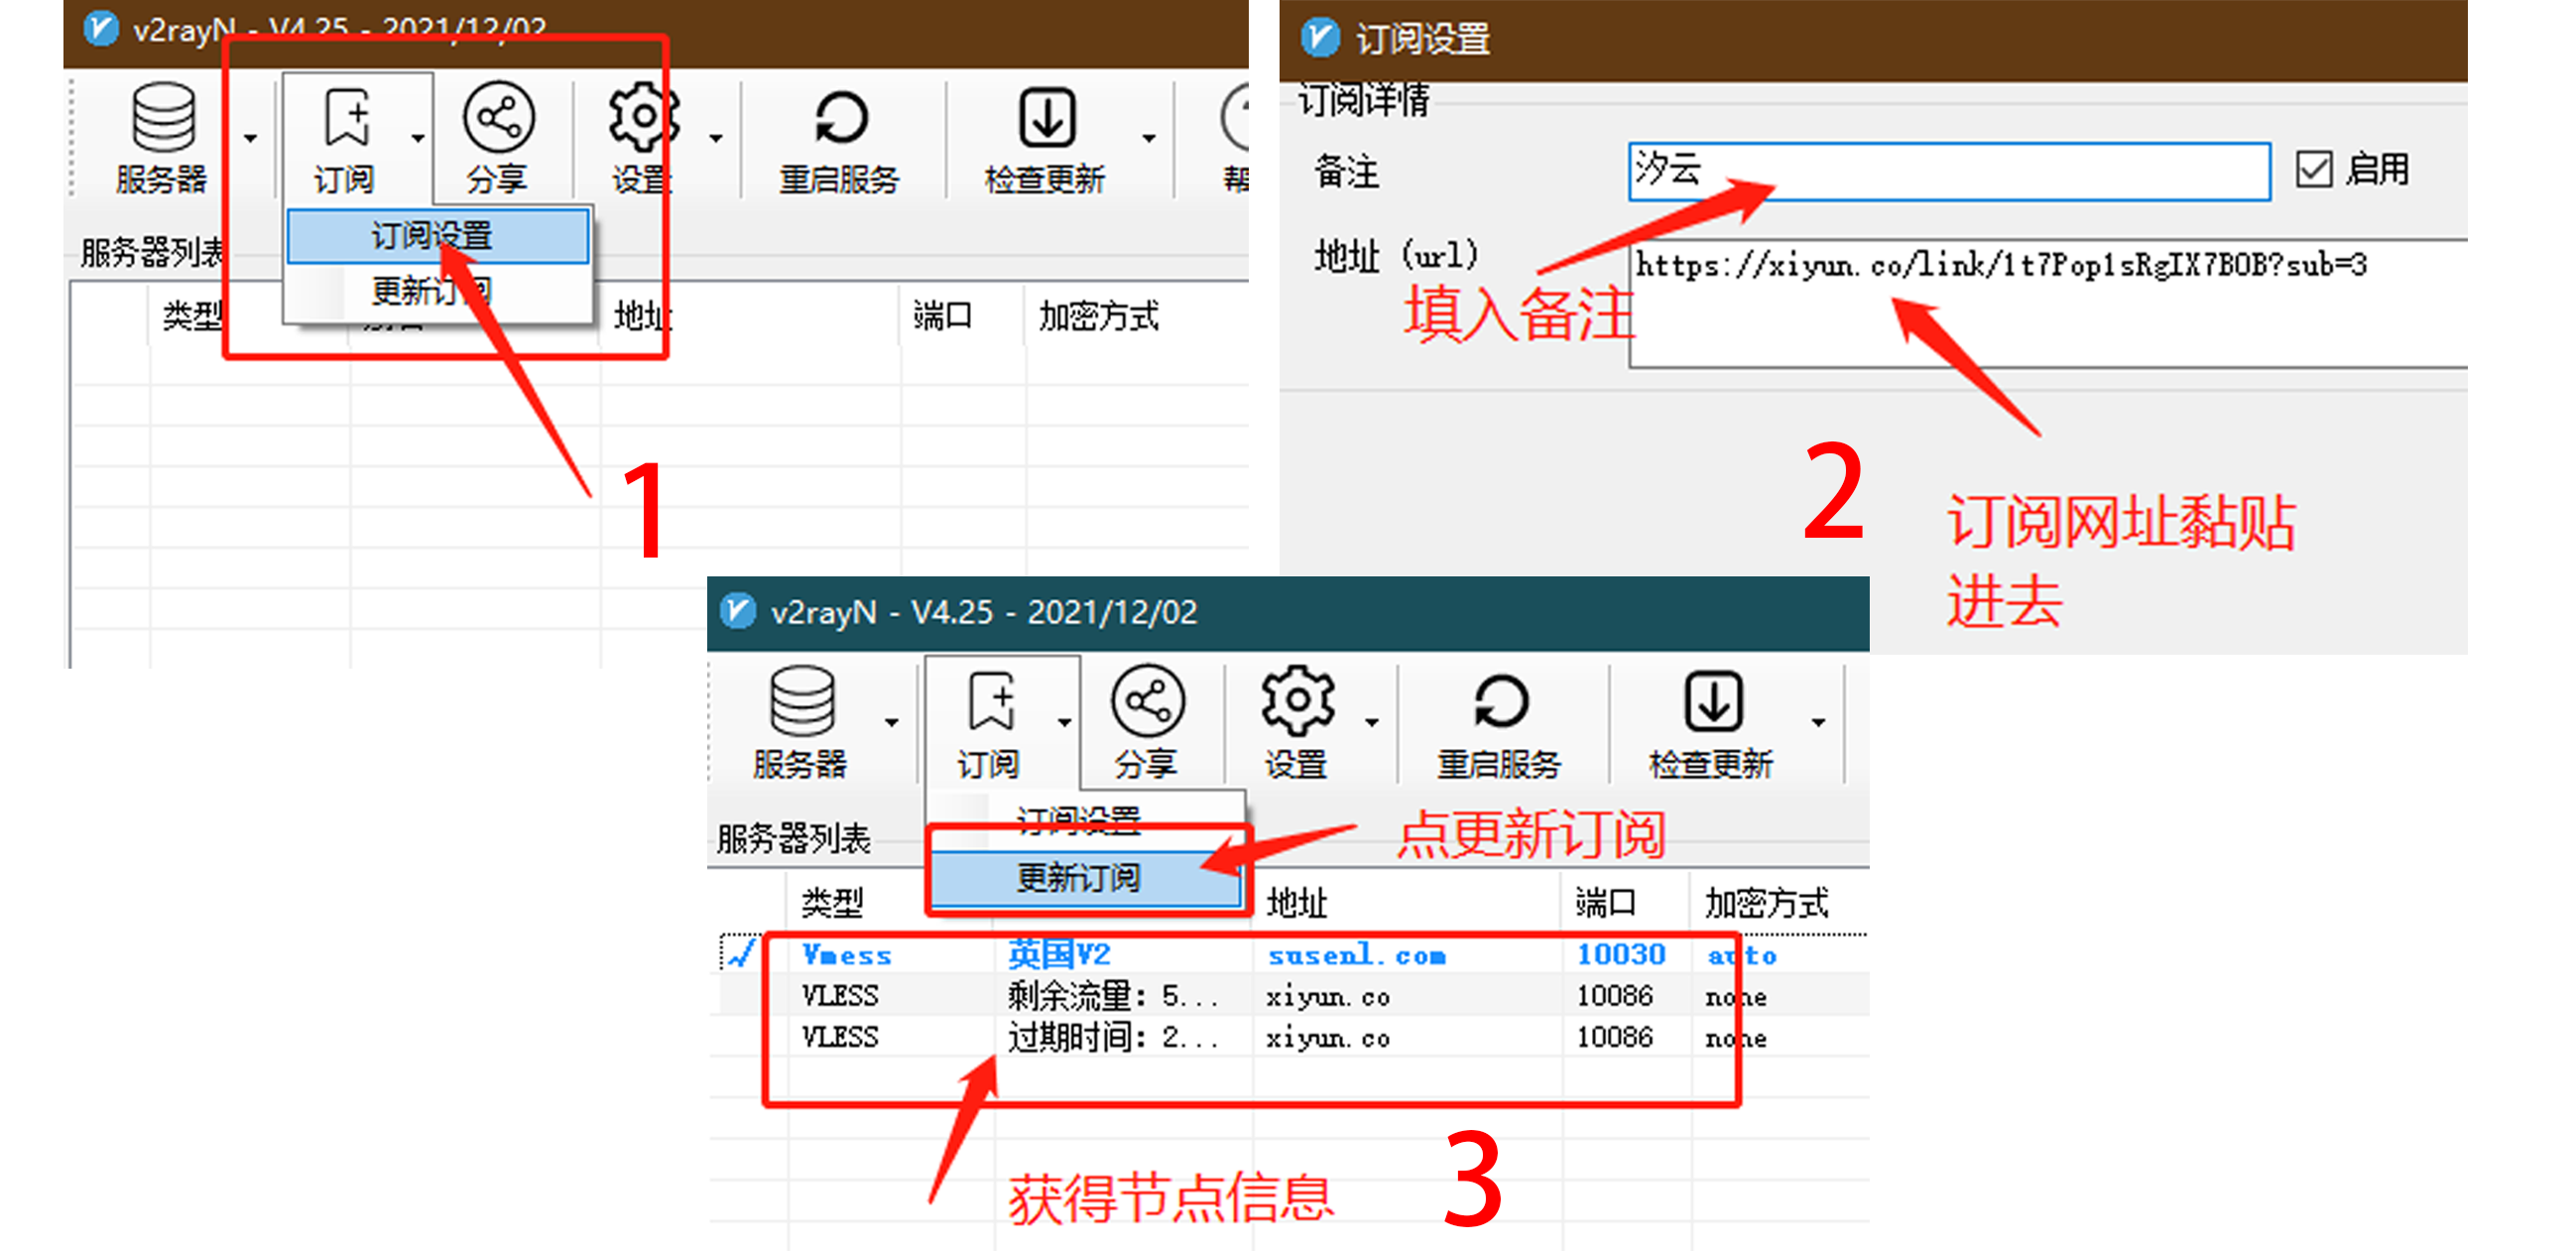 v2rayN - V4.25 - 2021/12/02
服务器
订阅
分享
设置
重启服务
检查更新
订阅设置
更新订阅
服务器列表
类型
地址
端口
加密方式
1
订阅设置
订阅详情
备注
汐云
启用
地址 (url)
https://xiyun.co/link/1t7Pop1sRgIX7BOB?sub=3
填入备注
2
订阅网址黏贴
进去
v2rayN - V4.25 - 2021/12/02
服务器
订阅
分享
设置
重启服务
检查更新
订阅设置
更新订阅
点更新订阅
服务器列表
类型 地址 端口 加密方式
Vmess 英国V2 susenl.com 10030 auto
VLESS 剩余流量: 5... xiyun.co 10086 none
VLESS 过期时间: 2... xiyun.co 10086 none
获得节点信息
3